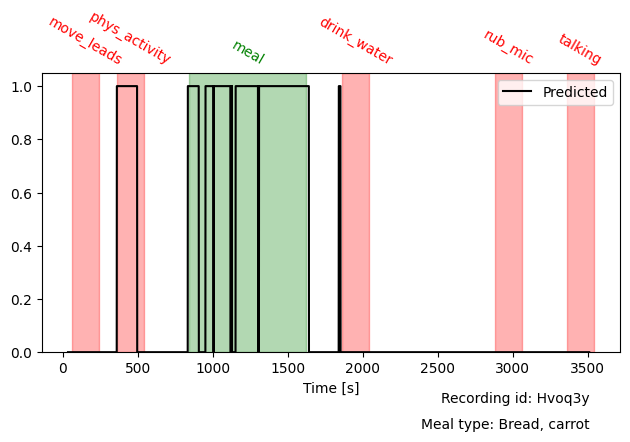 move_leads
phys_activity
meal
drink_water
rub_mic
talking
Predicted
1.0
0.8
0.6
0.4
0.2
0.0
0 500 1000 1500 2000 2500 3000 3500
Time [s]
Recording id: Hvoq3y
Meal type: Bread, carrot